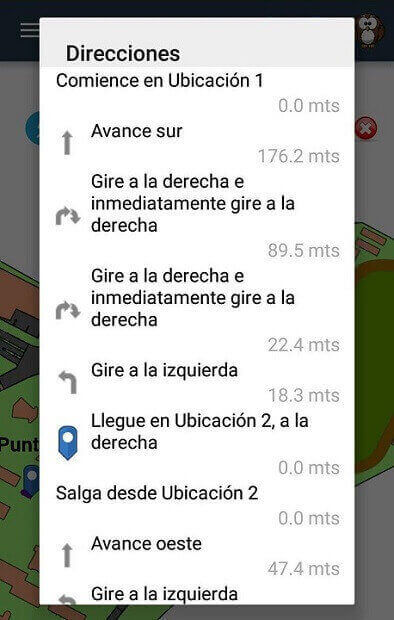 Direcciones
Comience en Ubicación 1
0.0 mts
Avance sur
176.2 mts
Gire a la derecha e
inmediatamente gire a la
derecha
89.5 mts
Gire a la derecha e
inmediatamente gire a la
derecha
22.4 mts
Gire a la izquierda
18.3 mts
Punt
Llegue en Ubicación 2, a la
derecha
0.0 mts
Salga desde Ubicación 2
0.0 mts
Avance oeste
47.4 mts
Gire a la izquierda